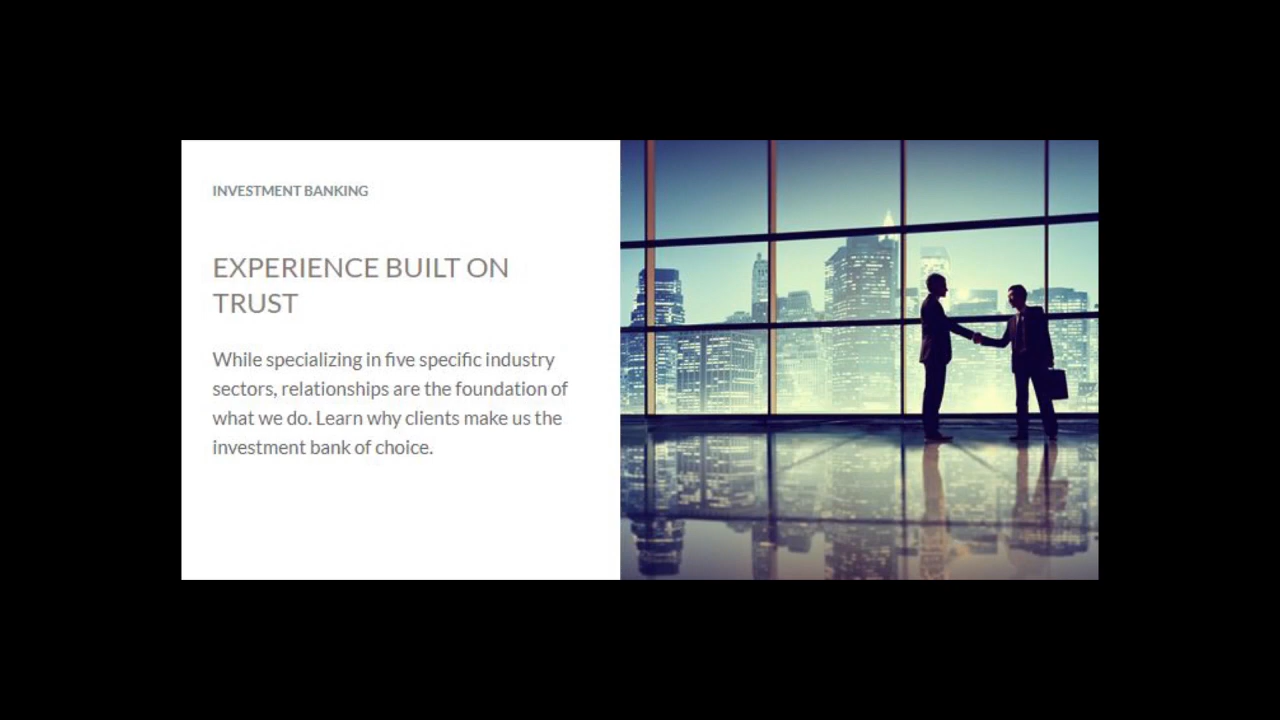 INVESTMENT BANKING
EXPERIENCE BUILT ON
TRUST
While specializing in five specific industry
sectors, relationships are the foundation of
what we do. Learn why clients make us the
investment bank of choice.